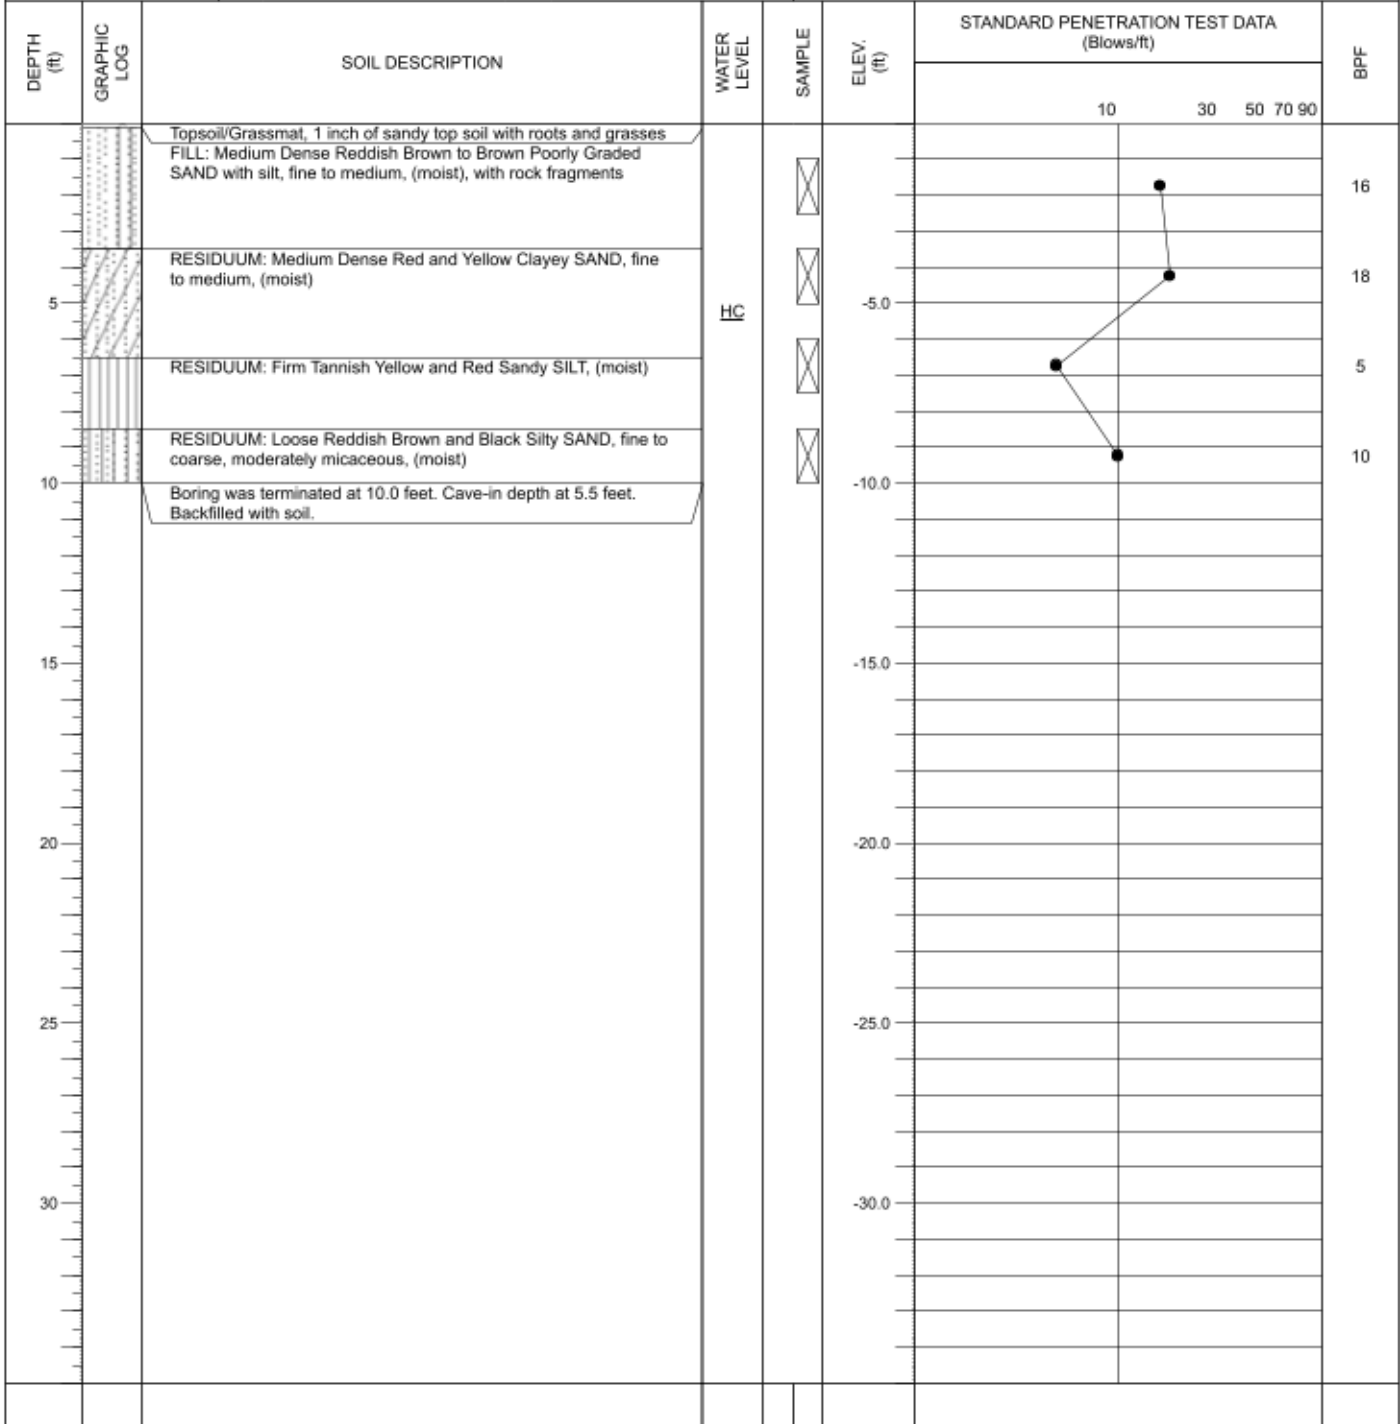 DEPTH
(ft)
GRAPHIC
LOG
SOIL DESCRIPTION
WATER
LEVEL
SAMPLE
ELEV.
(ft)
STANDARD PENETRATION TEST DATA
(Blows/ft)
10 30 50 70 90
BPF
Topsoil/Grassmat, 1 inch of sandy top soil with roots and grasses
FILL: Medium Dense Reddish Brown to Brown Poorly Graded
SAND with silt, fine to medium, (moist), with rock fragments
16
RESIDUUM: Medium Dense Red and Yellow Clayey SAND, fine
to medium, (moist)
18
5
-5.0
HC
RESIDUUM: Firm Tannish Yellow and Red Sandy SILT, (moist)
5
RESIDUUM: Loose Reddish Brown and Black Silty SAND, fine to
coarse, moderately micaceous, (moist)
10
10
-10.0
Boring was terminated at 10.0 feet. Cave-in depth at 5.5 feet.
Backfilled with soil.
15
-15.0
20
-20.0
25
-25.0
30
-30.0